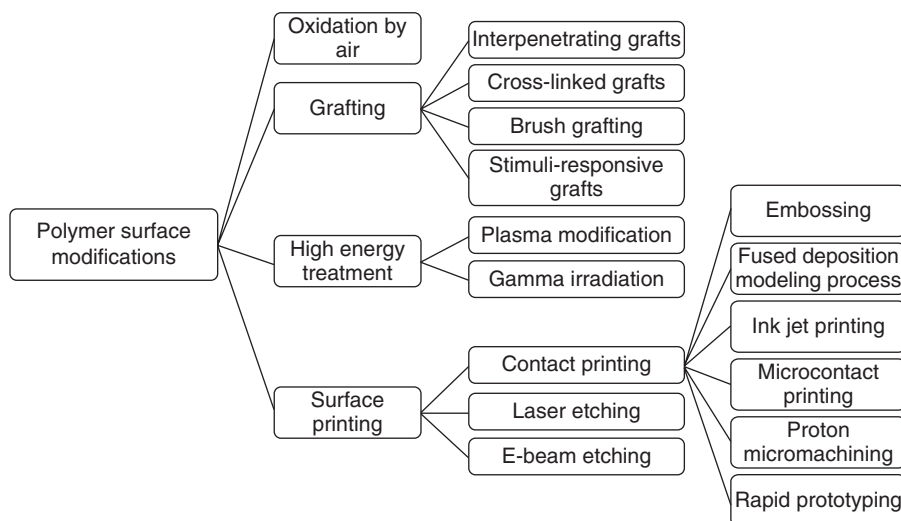 Polymer surface
modifications
Oxidation by
air
Grafting
Interpenetrating grafts
Cross-linked grafts
Brush grafting
Stimuli-responsive
grafts
High energy
treatment
Plasma modification
Gamma irradiation
Surface
printing
Contact printing
Laser etching
E-beam etching
Embossing
Fused deposition
modeling process
Ink jet printing
Microcontact
printing
Proton
micromachining
Rapid prototyping